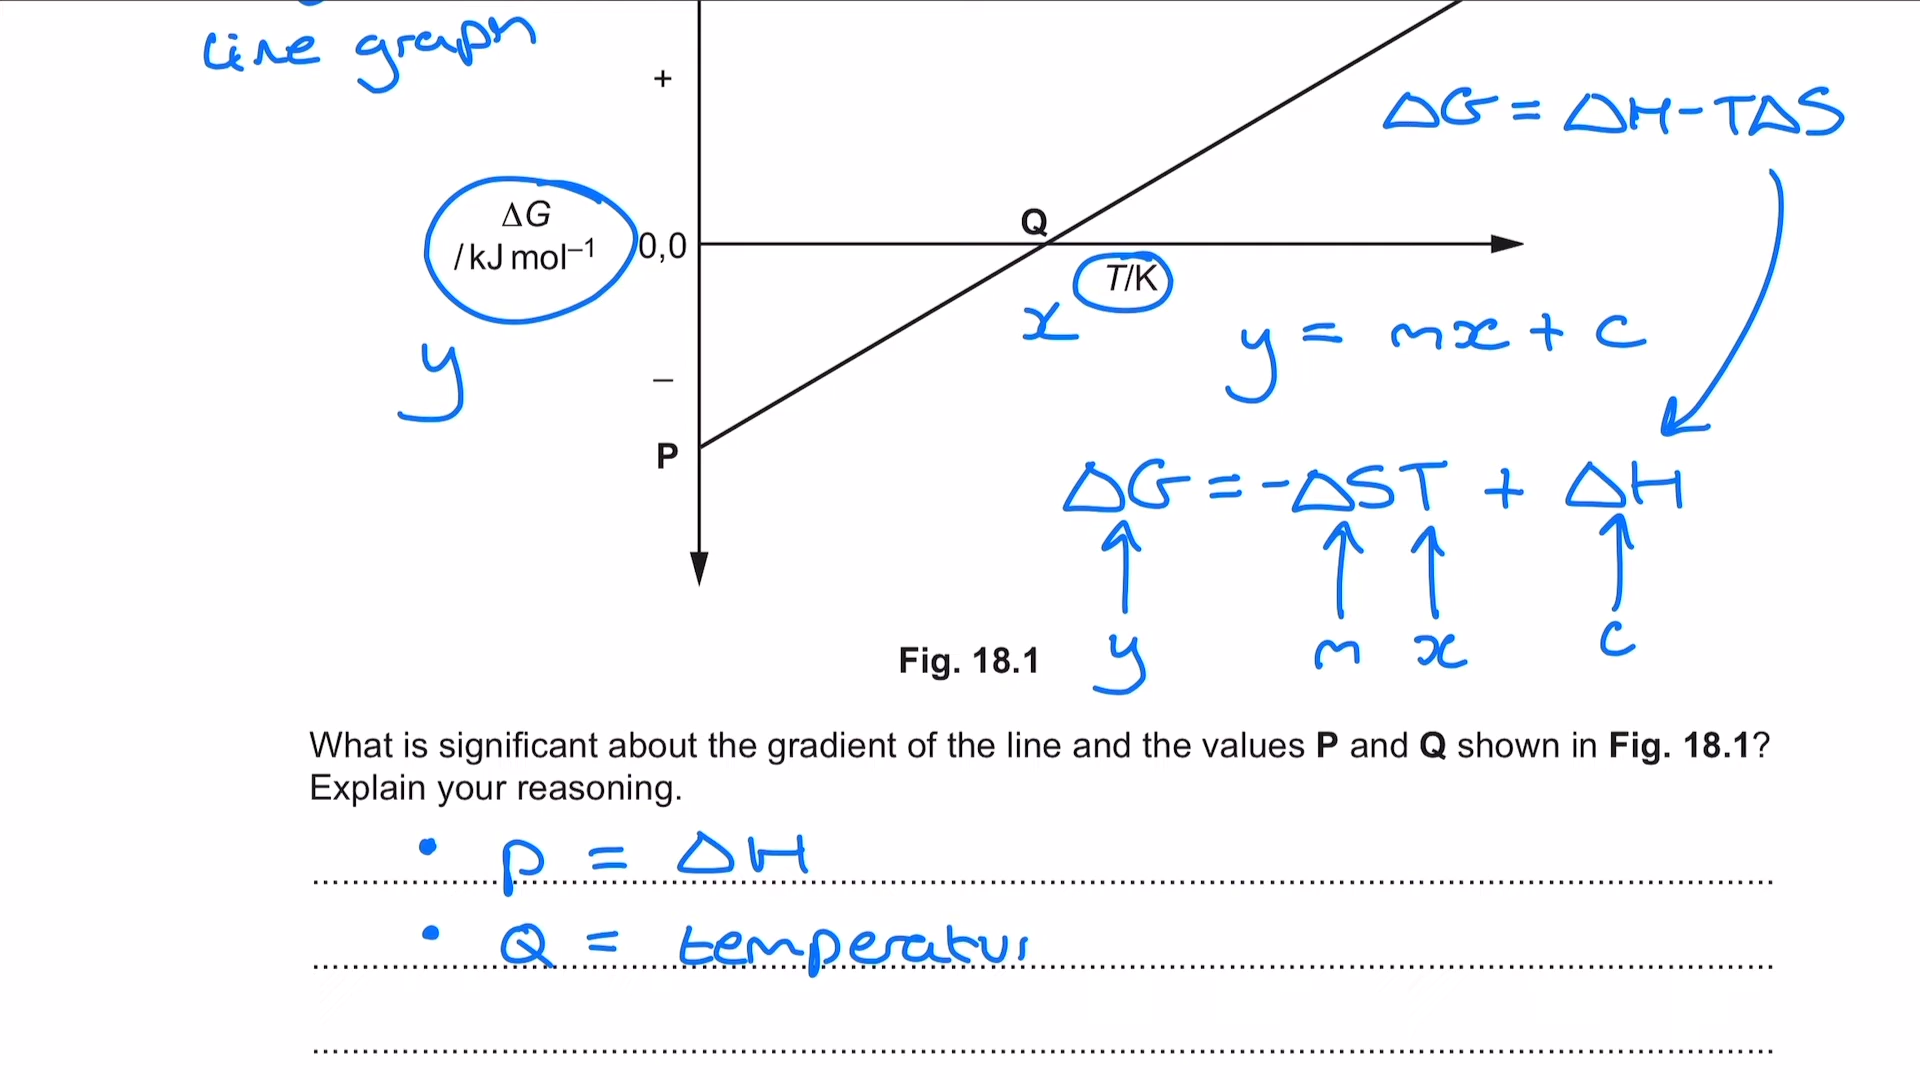 line graph
+
ΔG = ΔH - TΔS
ΔG
/ kJ mol⁻¹
0,0
Q
T/K
x
y = mx + c
y
–
P
ΔG = -ΔST + ΔH
y m x c
Fig. 18.1
What is significant about the gradient of the line and the values P and Q shown in Fig. 18.1?
Explain your reasoning.
• P = ΔH
• Q = temperatur